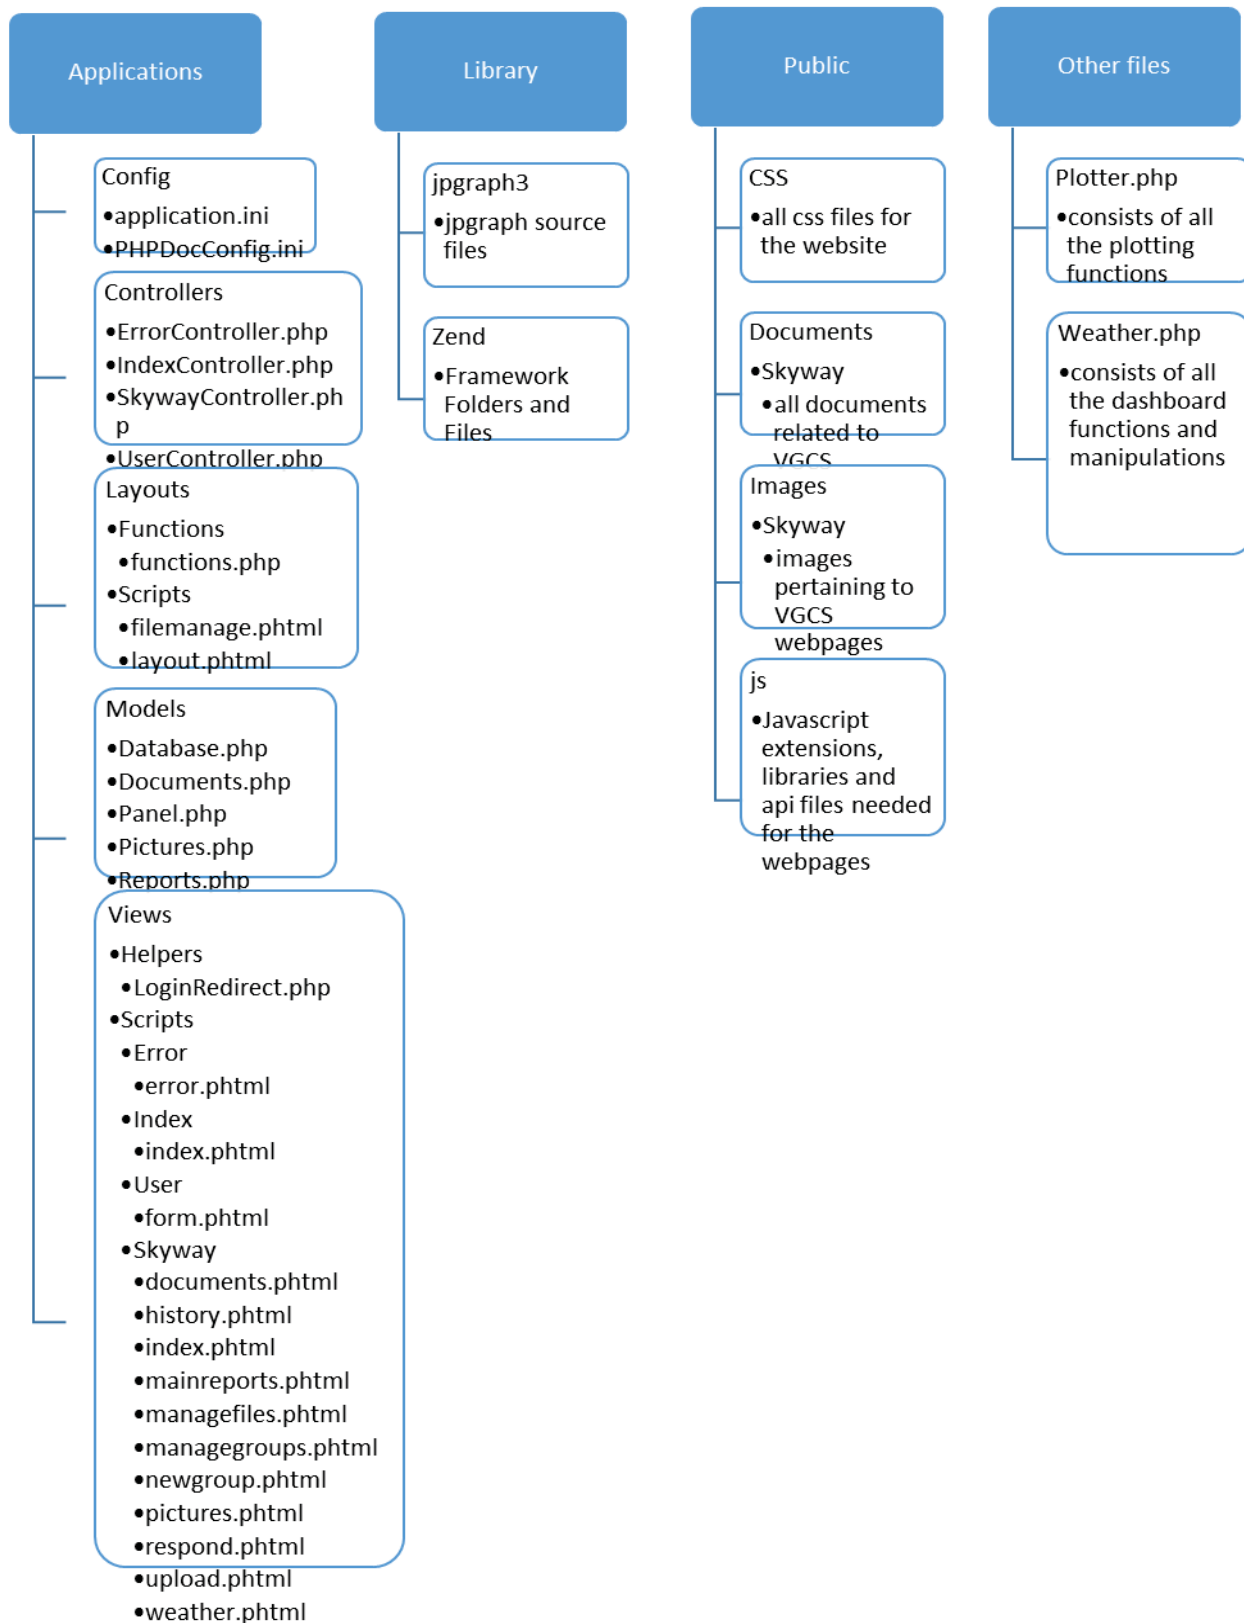 Applications
Config
•application.ini
•PHPDocConfig.ini
Controllers
•ErrorController.php
•IndexController.php
•SkywayController.ph
p
•UserController.php
Layouts
•Functions
•functions.php
•Scripts
•filemanage.phtml
•layout.phtml
Models
•Database.php
•Documents.php
•Panel.php
•Pictures.php
•Reports.php
Views
•Helpers
•LoginRedirect.php
•Scripts
•Error
•error.phtml
•Index
•index.phtml
•User
•form.phtml
•Skyway
•documents.phtml
•history.phtml
•index.phtml
•mainreports.phtml
•managefiles.phtml
•managegroups.phtml
•newgroup.phtml
•pictures.phtml
•respond.phtml
•upload.phtml
•weather.phtml
Library
jpgraph3
•jpgraph source
files
Zend
•Framework
Folders and
Files
Public
CSS
•all css files for
the website
Documents
•Skyway
•all documents
related to
VGCS
Images
•Skyway
•images
pertaining to
VGCS
webpages
js
•Javascript
extensions,
libraries and
api files needed
for the
webpages
Other files
Plotter.php
•consists of all
the plotting
functions
Weather.php
•consists of all
the dashboard
functions and
manipulations